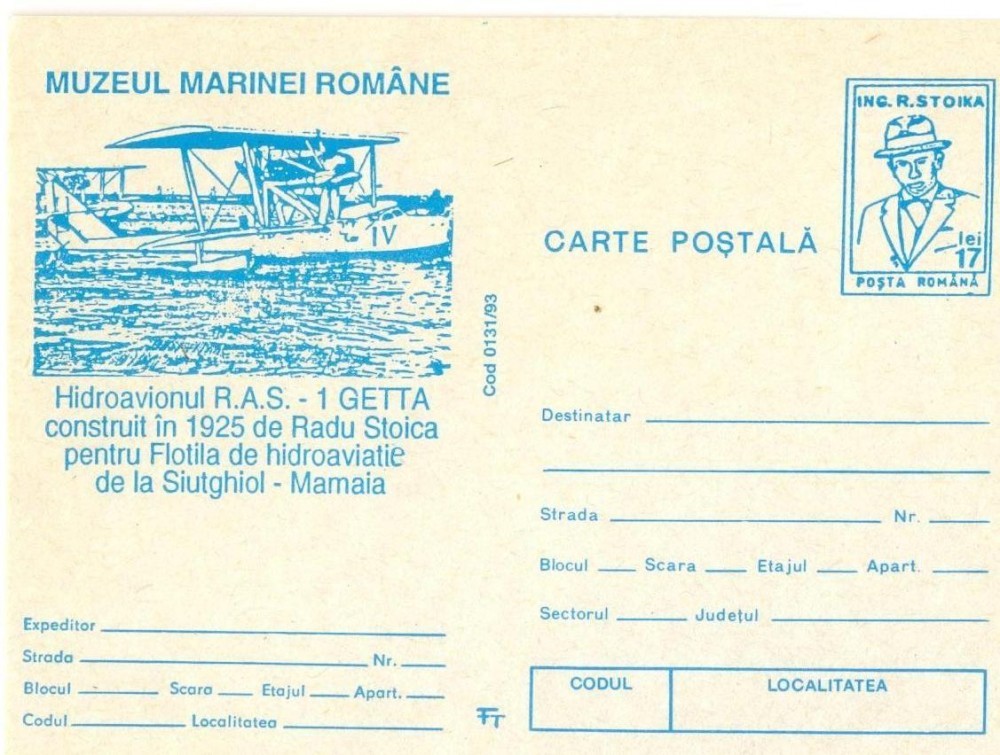 MUZEUL MARINEI ROMÂNE
IV
Hidroavionul R.A.S. - 1 GETTA
construit în 1925 de Radu Stoica
pentru Flotila de hidroaviatie
de la Siutghiol - Mamaia
Expeditor
Strada Nr.
Blocul Scara Etajul Apart.
Codul Localitatea
Cod 0131/93
ING. R. STOIKA
lei
17
POȘTA ROMÂNĂ
CARTE POȘTALĂ
Destinatar
Strada Nr.
Blocul Scara Etajul Apart.
Sectorul Județul
CODUL LOCALITATEA